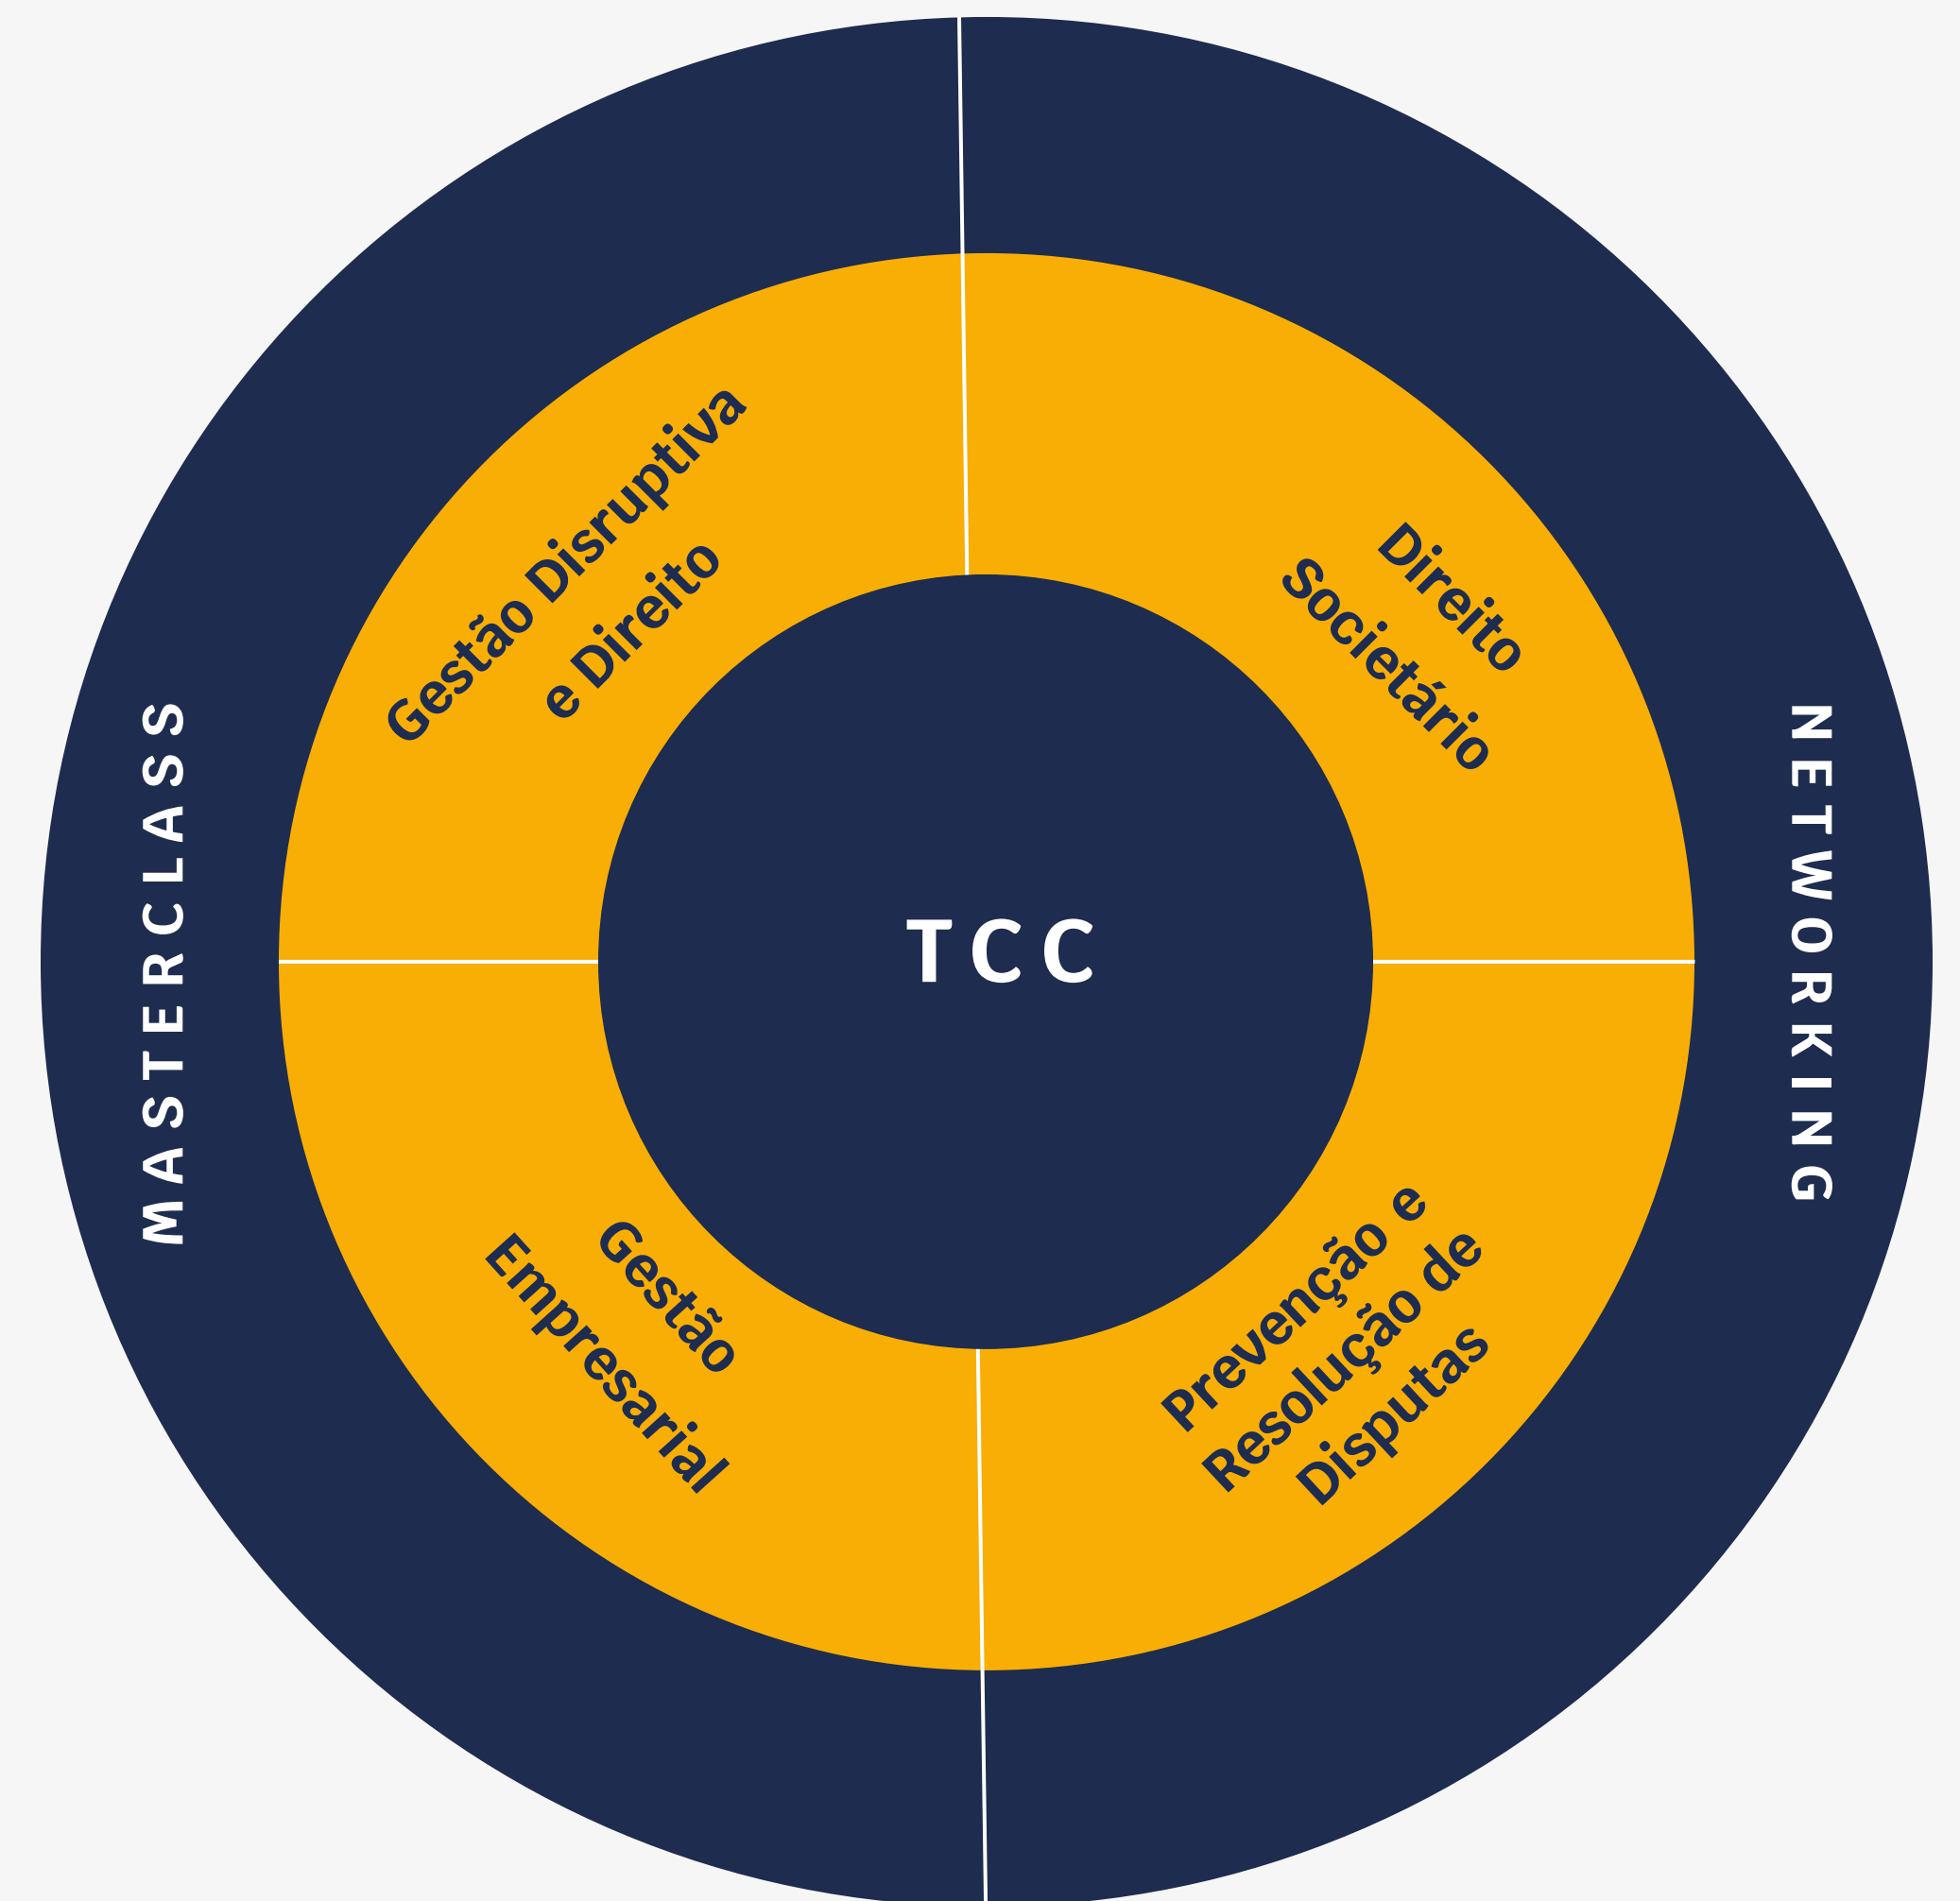 Gestão Disruptiva
e Direito
Direito
Societário
MASTERCLASS
TCC
NETWORKING
Gestão
Empresarial
Prevenção e
Resolução de
Disputas